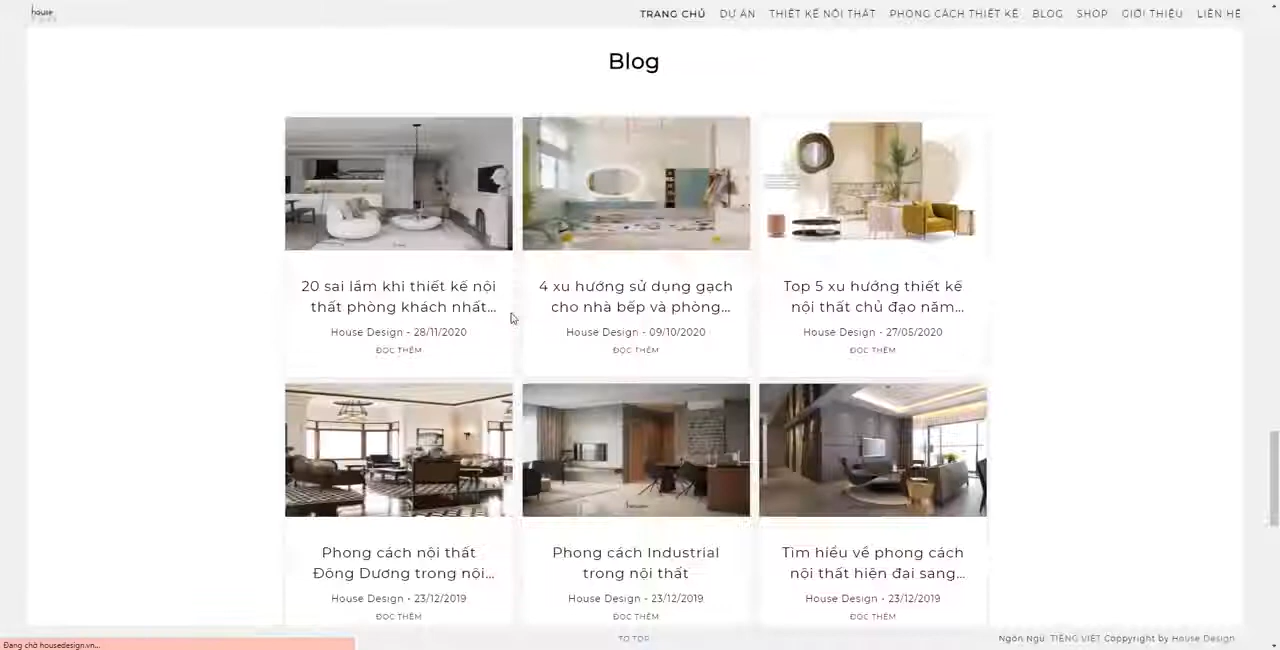 house
TRANG CHỦ DỰ ÁN THIẾT KẾ NỘI THẤT PHONG CÁCH THIẾT KẾ BLOG SHOP GIỚI THIỆU LIÊN HỆ
Blog
20 sai lầm khi thiết kế nội
thất phòng khách nhất...
House Design - 28/11/2020
ĐỌC THÊM
4 xu hướng sử dụng gạch
cho nhà bếp và phòng...
House Design - 09/10/2020
ĐỌC THÊM
Top 5 xu hướng thiết kế
nội thất chủ đạo năm...
House Design - 27/05/2020
ĐỌC THÊM
Phong cách nội thất
Đông Dương trong nội...
House Design - 23/12/2019
ĐỌC THÊM
Phong cách Industrial
trong nội thất
House Design - 23/12/2019
ĐỌC THÊM
Tìm hiểu về phong cách
nội thất hiện đại sang...
House Design - 23/12/2019
ĐỌC THÊM
Đang chờ housedesign.vn...
TO TOP
Ngôn Ngữ: TIẾNG VIỆT Coppyright by House Design